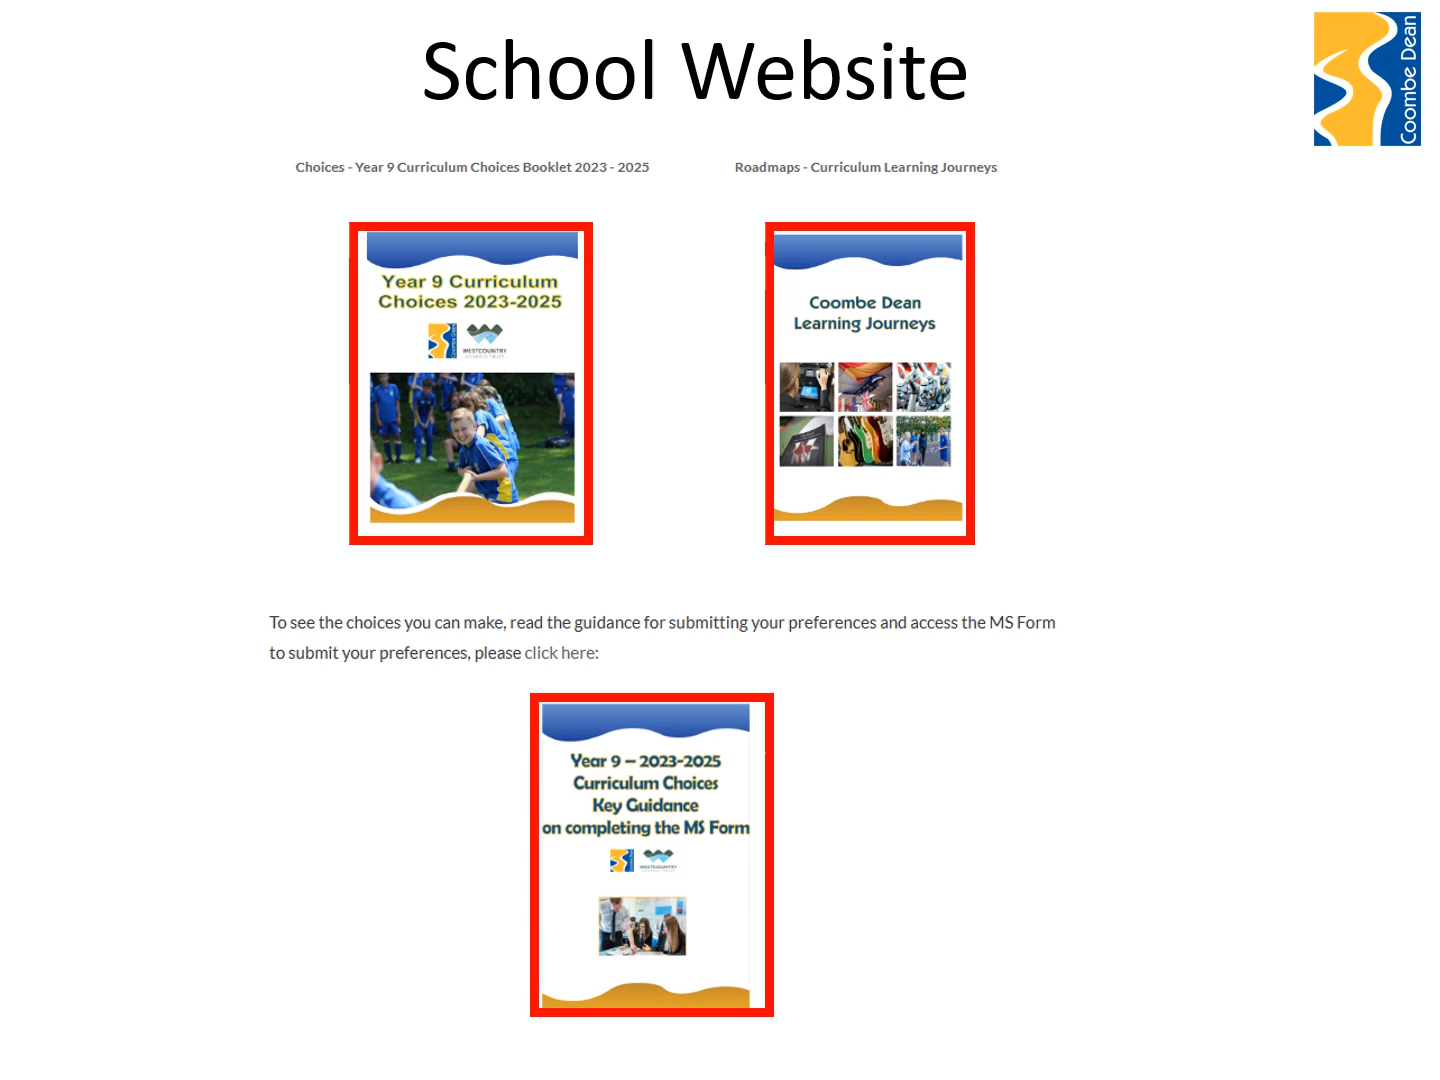 School Website
Coombe Dean
Choices - Year 9 Curriculum Choices Booklet 2023 - 2025
Roadmaps - Curriculum Learning Journeys
Year 9 Curriculum
Choices 2023-2025
WESTCOUNTRY
Coombe Dean
Learning Journeys
To see the choices you can make, read the guidance for submitting your preferences and access the MS Form
to submit your preferences, please click here:
Year 9 – 2023-2025
Curriculum Choices
Key Guidance
on completing the MS Form
WESTCOUNTRY